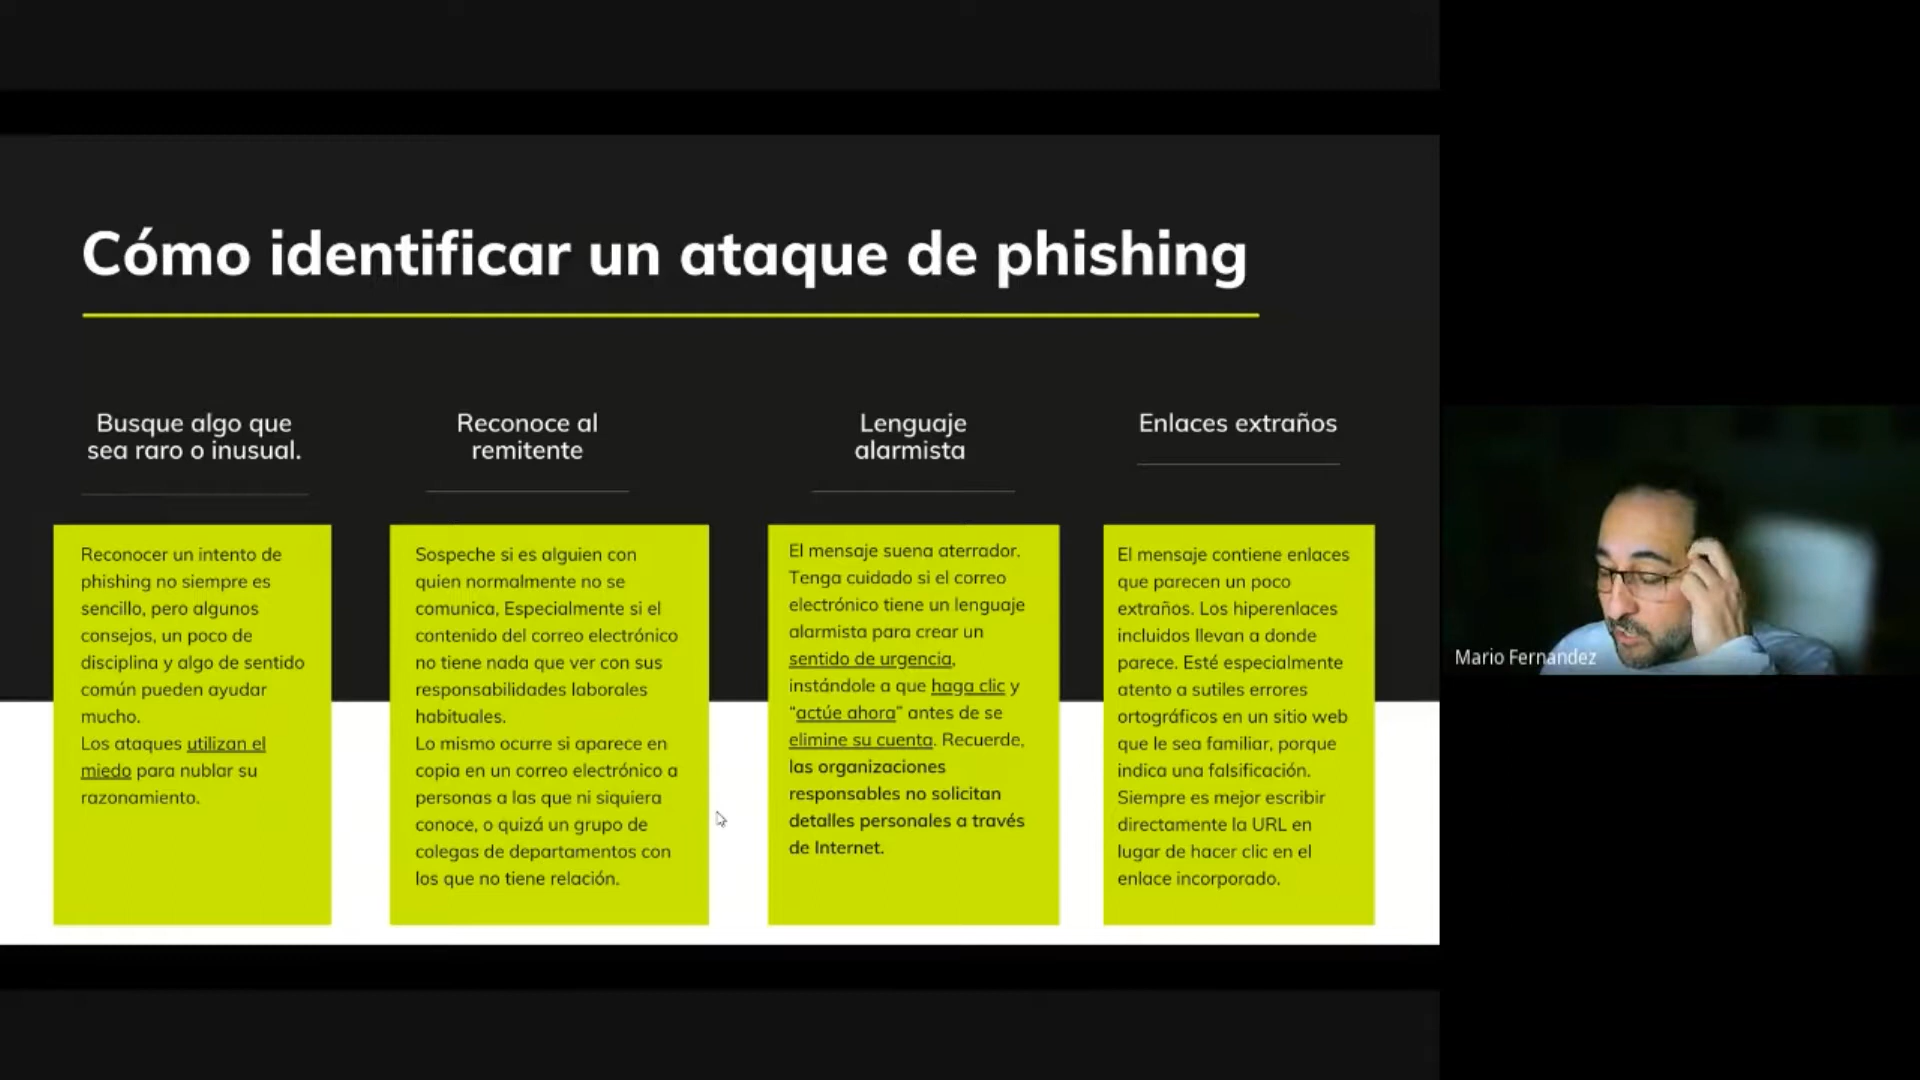 Cómo identificar un ataque de phishing
Busque algo que
sea raro o inusual.
Reconocer un intento de
phishing no siempre es
sencillo, pero algunos
consejos, un poco de
disciplina y algo de sentido
común pueden ayudar
mucho.
Los ataques utilizan el
miedo para nublar su
razonamiento.
Reconoce al
remitente
Sospeche si es alguien con
quien normalmente no se
comunica, Especialmente si el
contenido del correo electrónico
no tiene nada que ver con sus
responsabilidades laborales
habituales.
Lo mismo ocurre si aparece en
copia en un correo electrónico a
personas a las que ni siquiera
conoce, o quizá un grupo de
colegas de departamentos con
los que no tiene relación.
Lenguaje
alarmista
El mensaje suena aterrador.
Tenga cuidado si el correo
electrónico tiene un lenguaje
alarmista para crear un
sentido de urgencia,
instándole a que haga clic y
“actúe ahora” antes de se
elimine su cuenta. Recuerde,
las organizaciones
responsables no solicitan
detalles personales a través
de Internet.
Enlaces extraños
El mensaje contiene enlaces
que parecen un poco
extraños. Los hiperenlaces
incluidos llevan a donde
parece. Esté especialmente
atento a sutiles errores
ortográficos en un sitio web
que le sea familiar, porque
indica una falsificación.
Siempre es mejor escribir
directamente la URL en
lugar de hacer clic en el
enlace incorporado.
Mario Fernandez